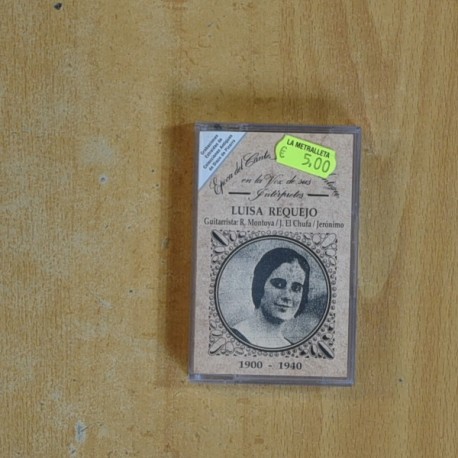 LA METRALLETA
€ 5,00
Epoca del Cante
en la Voz de sus
Intérpretes
LUISA REQUEJO
Guitarrista: R. Montoya / J. El Chufa / Jerónimo
1900 - 1940